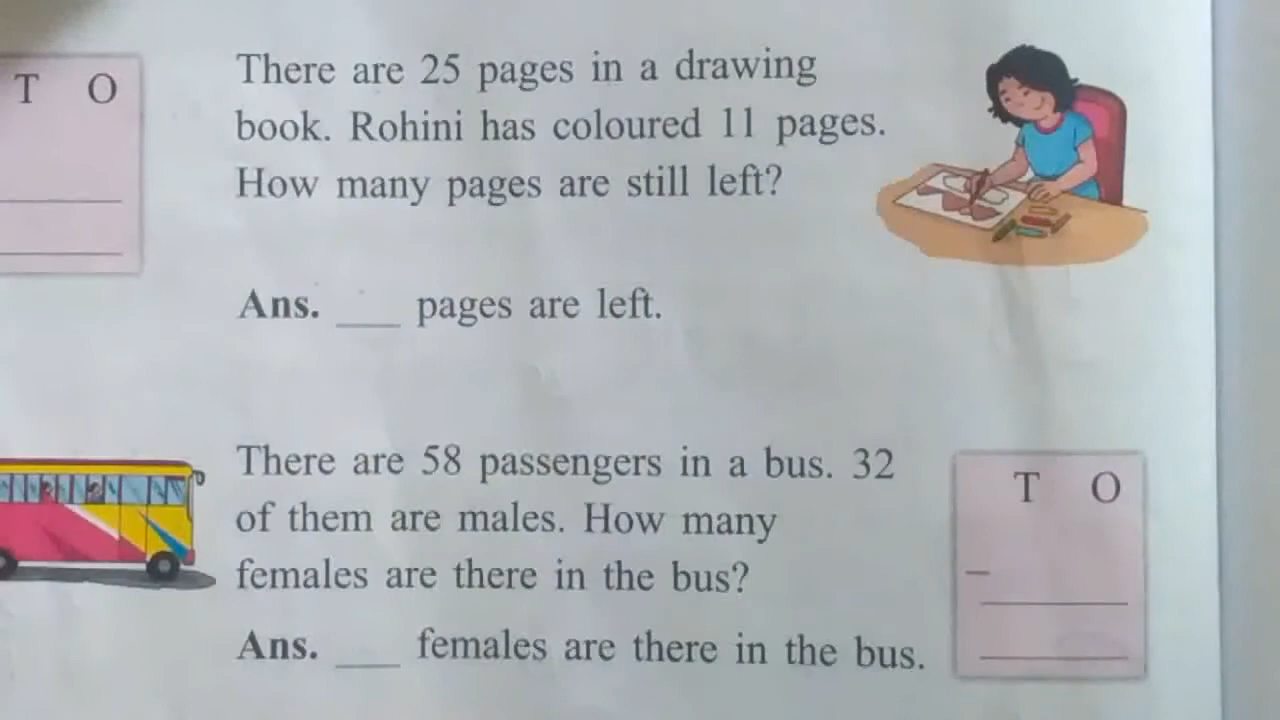 T O
There are 25 pages in a drawing
book. Rohini has coloured 11 pages.
How many pages are still left?
Ans. ___ pages are left.
There are 58 passengers in a bus. 32
of them are males. How many
females are there in the bus?
Ans. ___ females are there in the bus.
T O
–